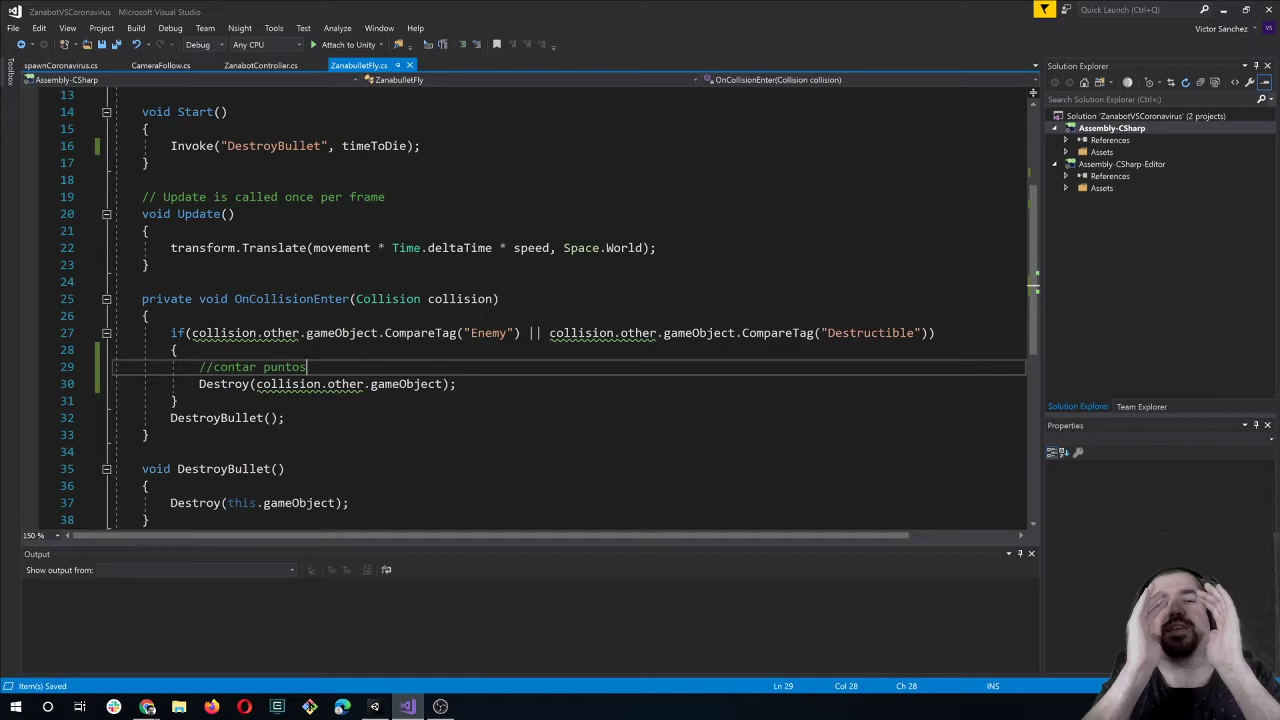 ZanabotVSCoronavirus - Microsoft Visual Studio
Quick Launch (Ctrl+;)
File Edit View Project Build Debug Team Nsight Tools Test Analyze Window Help
Victor Sanchez VS
Debug Any CPU Attach to Unity
Toolbox
spawnCoronavirus.cs CameraFollow.cs ZanabotController.cs ZanabulletFly.cs
Assembly-CSharp ZanabulletFly OnCollisionEnter(Collision collision)
13
14 void Start()
15 {
16 Invoke("DestroyBullet", timeToDie);
17 }
18
19 // Update is called once per frame
20 void Update()
21 {
22 transform.Translate(movement * Time.deltaTime * speed, Space.World);
23 }
24
25 private void OnCollisionEnter(Collision collision)
26 {
27 if(collision.other.gameObject.CompareTag("Enemy") || collision.other.gameObject.CompareTag("Destructible"))
28 {
29 //contar puntos
30 Destroy(collision.other.gameObject);
31 }
32 DestroyBullet();
33 }
34
35 void DestroyBullet()
36 {
37 Destroy(this.gameObject);
38 }
150 %
Output
Show output from:
Solution Explorer
Search Solution Explorer (Ctrl+;)
Solution 'ZanabotVSCoronavirus' (2 projects)
Assembly-CSharp
References
Assets
Assembly-CSharp-Editor
References
Assets
Solution Explorer Team Explorer
Properties
Item(s) Saved Ln 29 Col 28 Ch 28 INS